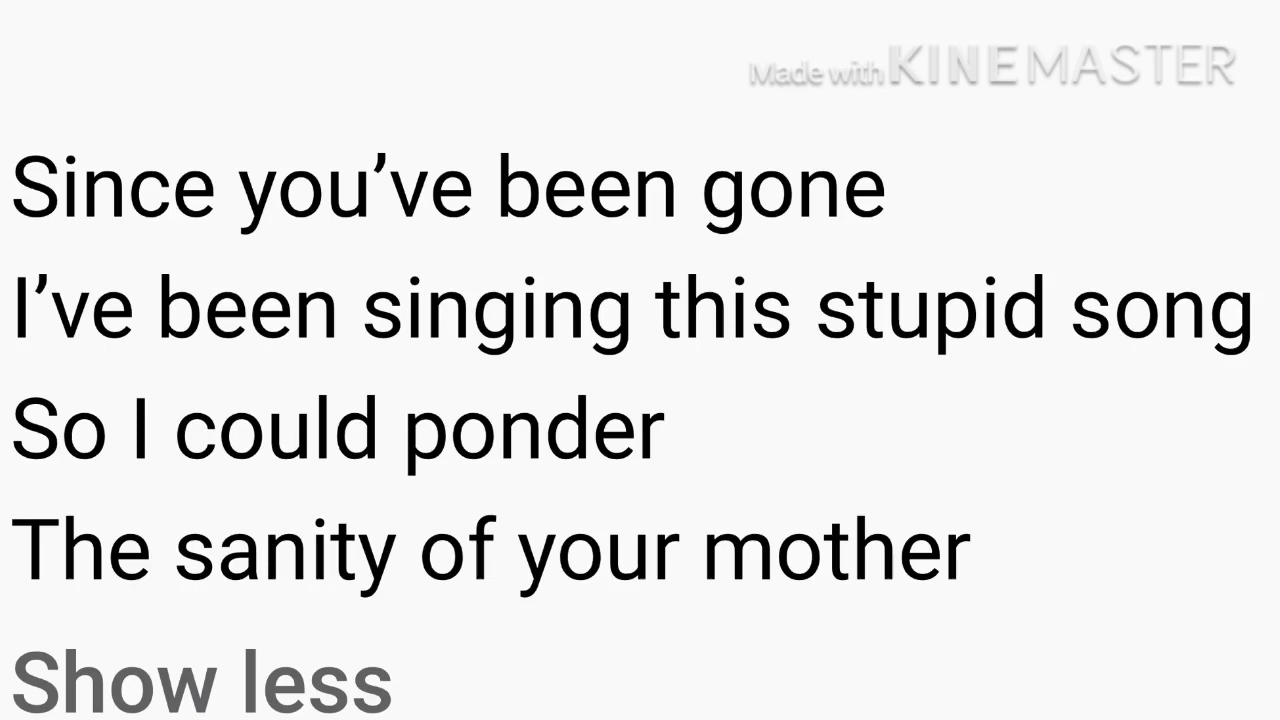 Made with KINEMASTER
Since you’ve been gone
I’ve been singing this stupid song
So I could ponder
The sanity of your mother
Show less